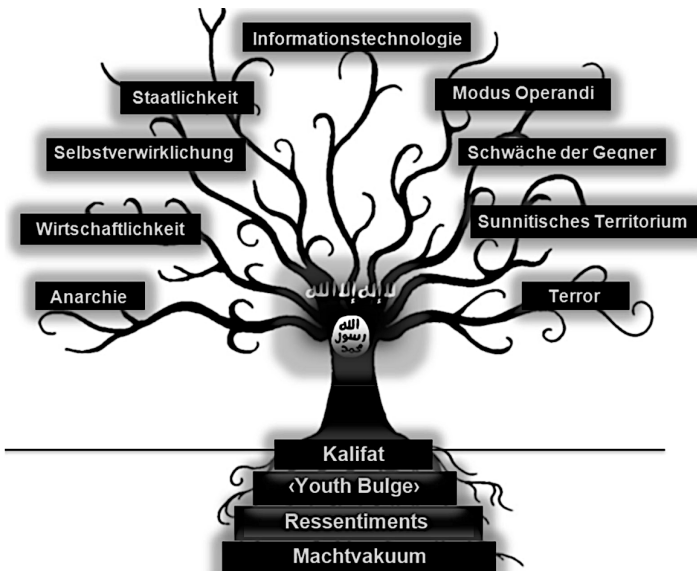 Informationstechnologie
Staatlichkeit
Modus Operandi
Selbstverwirklichung
Schwäche der Gegner
Wirtschaftlichkeit
Sunnitisches Territorium
Anarchie
لا إله إلا الله
Terror
الله
رسول
محمد
Kalifat
‹Youth Bulge›
Ressentiments
Machtvakuum